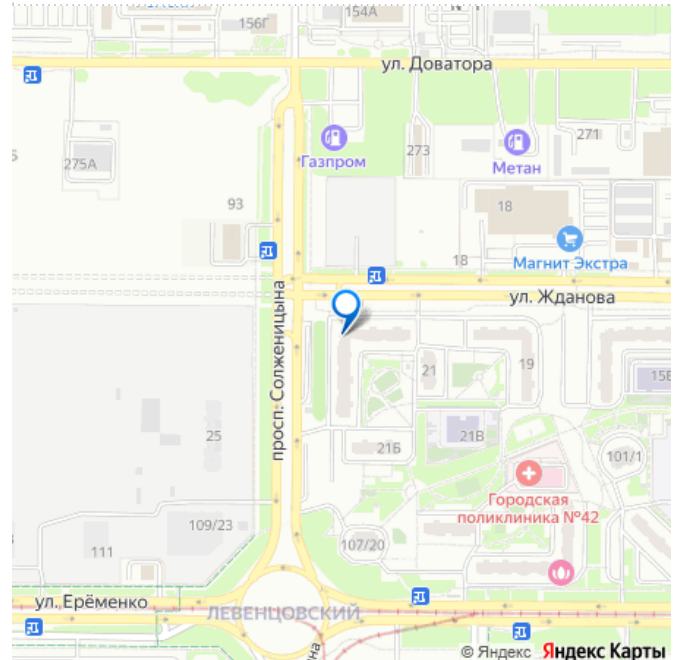 154А
156Г
ул. Доватора
Газпром
273
Метан
271
275А
93
18
18
Магнит Экстра
ул. Жданова
просп. Солженицына
21
19
15Б
25
21Б
21В
101/1
Городская
поликлиника №42
109/23
111
107/20
ул. Ерёменко
ЛЕВЕНЦОВСКИЙ
© Яндекс Яндекс Карты